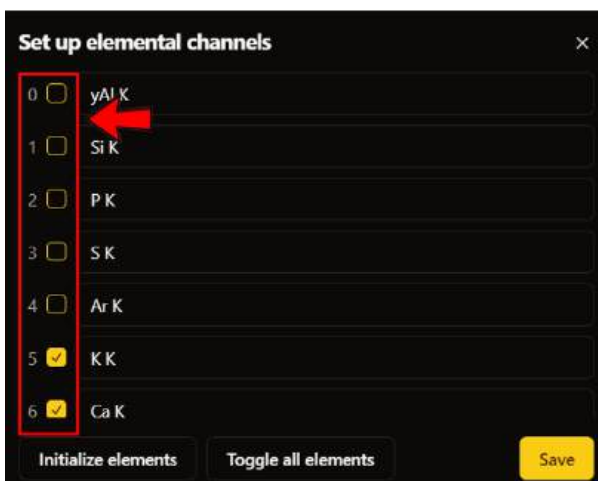 Set up elemental channels ×
0 yAl K
1 Si K
2 P K
3 S K
4 Ar K
5 K K
6 Ca K
Initialize elements Toggle all elements Save